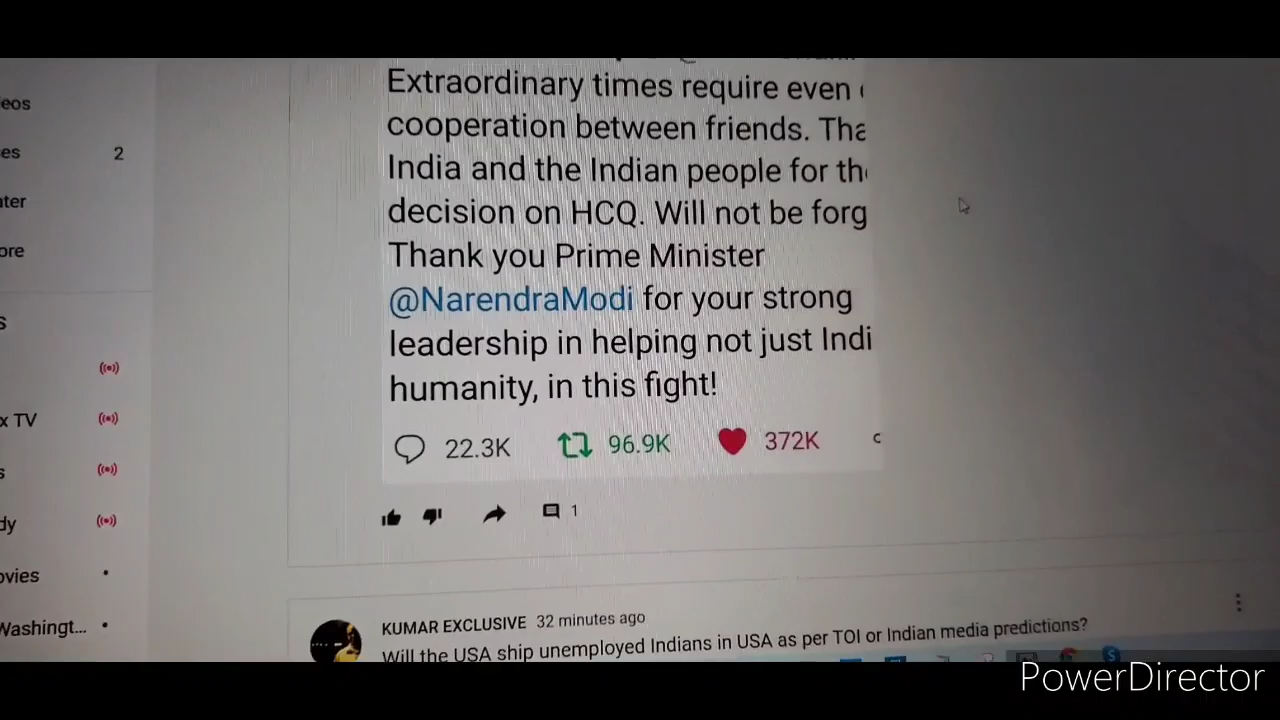 Extraordinary times require even
eos
cooperation between friends.
es 2
India and the Indian people for
nter
decision on HCQ. Will not be forg
ore
Thank you Prime Minister
@NarendraModi for your strong
s
leadership in helping not just Indi
humanity, in this fight!
x TV
22.3K 96.9K 372K
s
dy
1
ovies
Washingt...
KUMAR EXCLUSIVE 32 minutes ago
Will the USA ship unemployed Indians in USA as per TOI or Indian media predictions?
PowerDirector